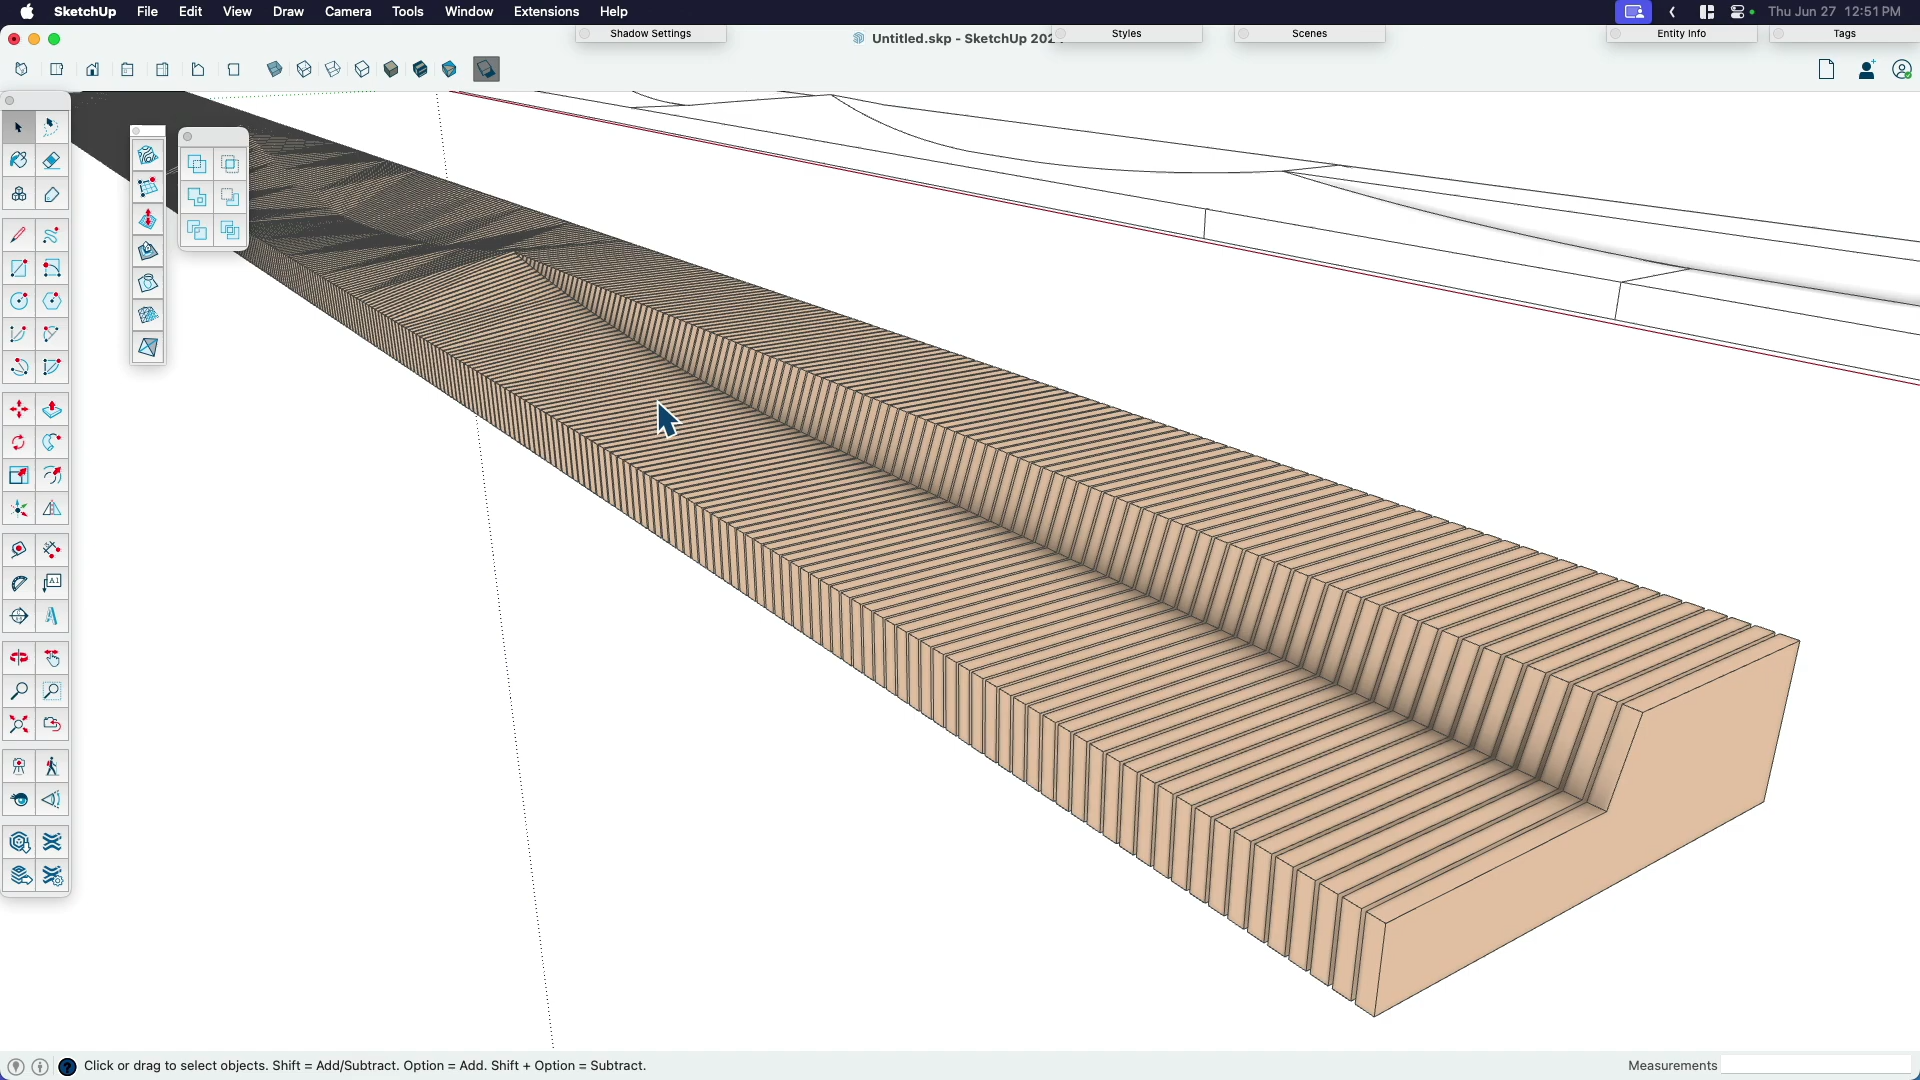 SketchUp File Edit View Draw Camera Tools Window Extensions Help
Thu Jun 27 12:51 PM
Shadow Settings
Untitled.skp - SketchUp
Styles
Scenes
Entity Info
Tags
A1
Click or drag to select objects. Shift = Add/Subtract. Option = Add. Shift + Option = Subtract.
Measurements